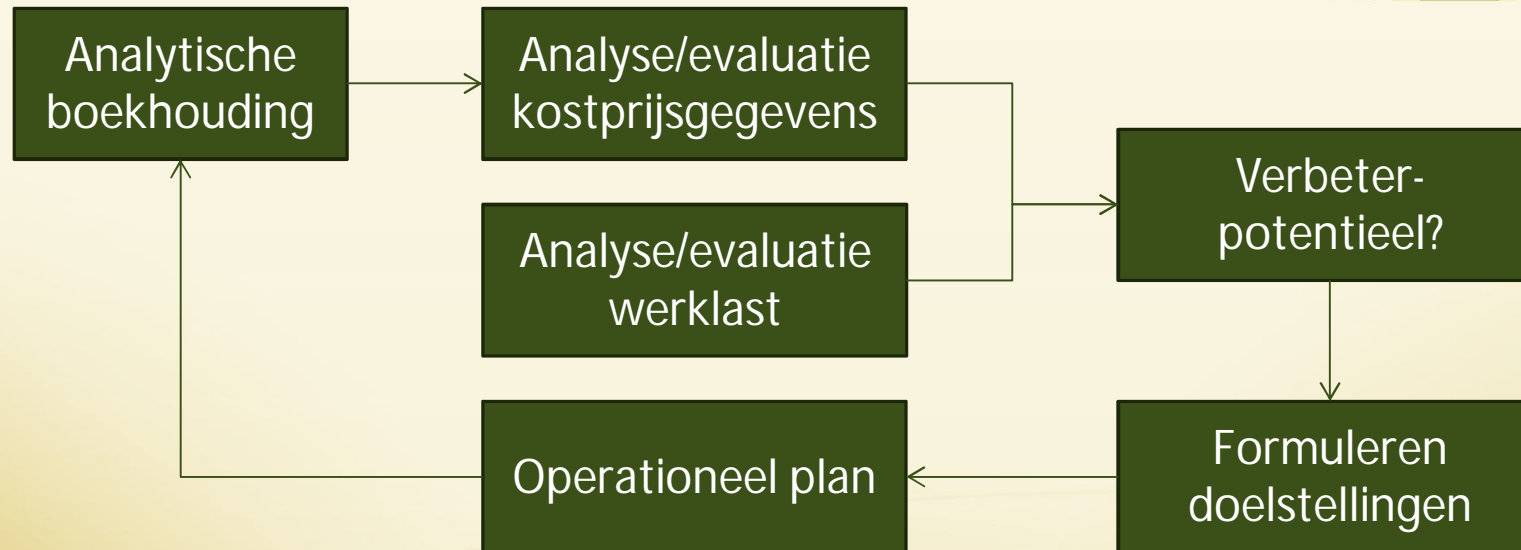 Analytische
boekhouding
Analyse/evaluatie
kostprijsgegevens
Analyse/evaluatie
werklast
Verbeter-
potentieel?
Formuleren
doelstellingen
Operationeel plan